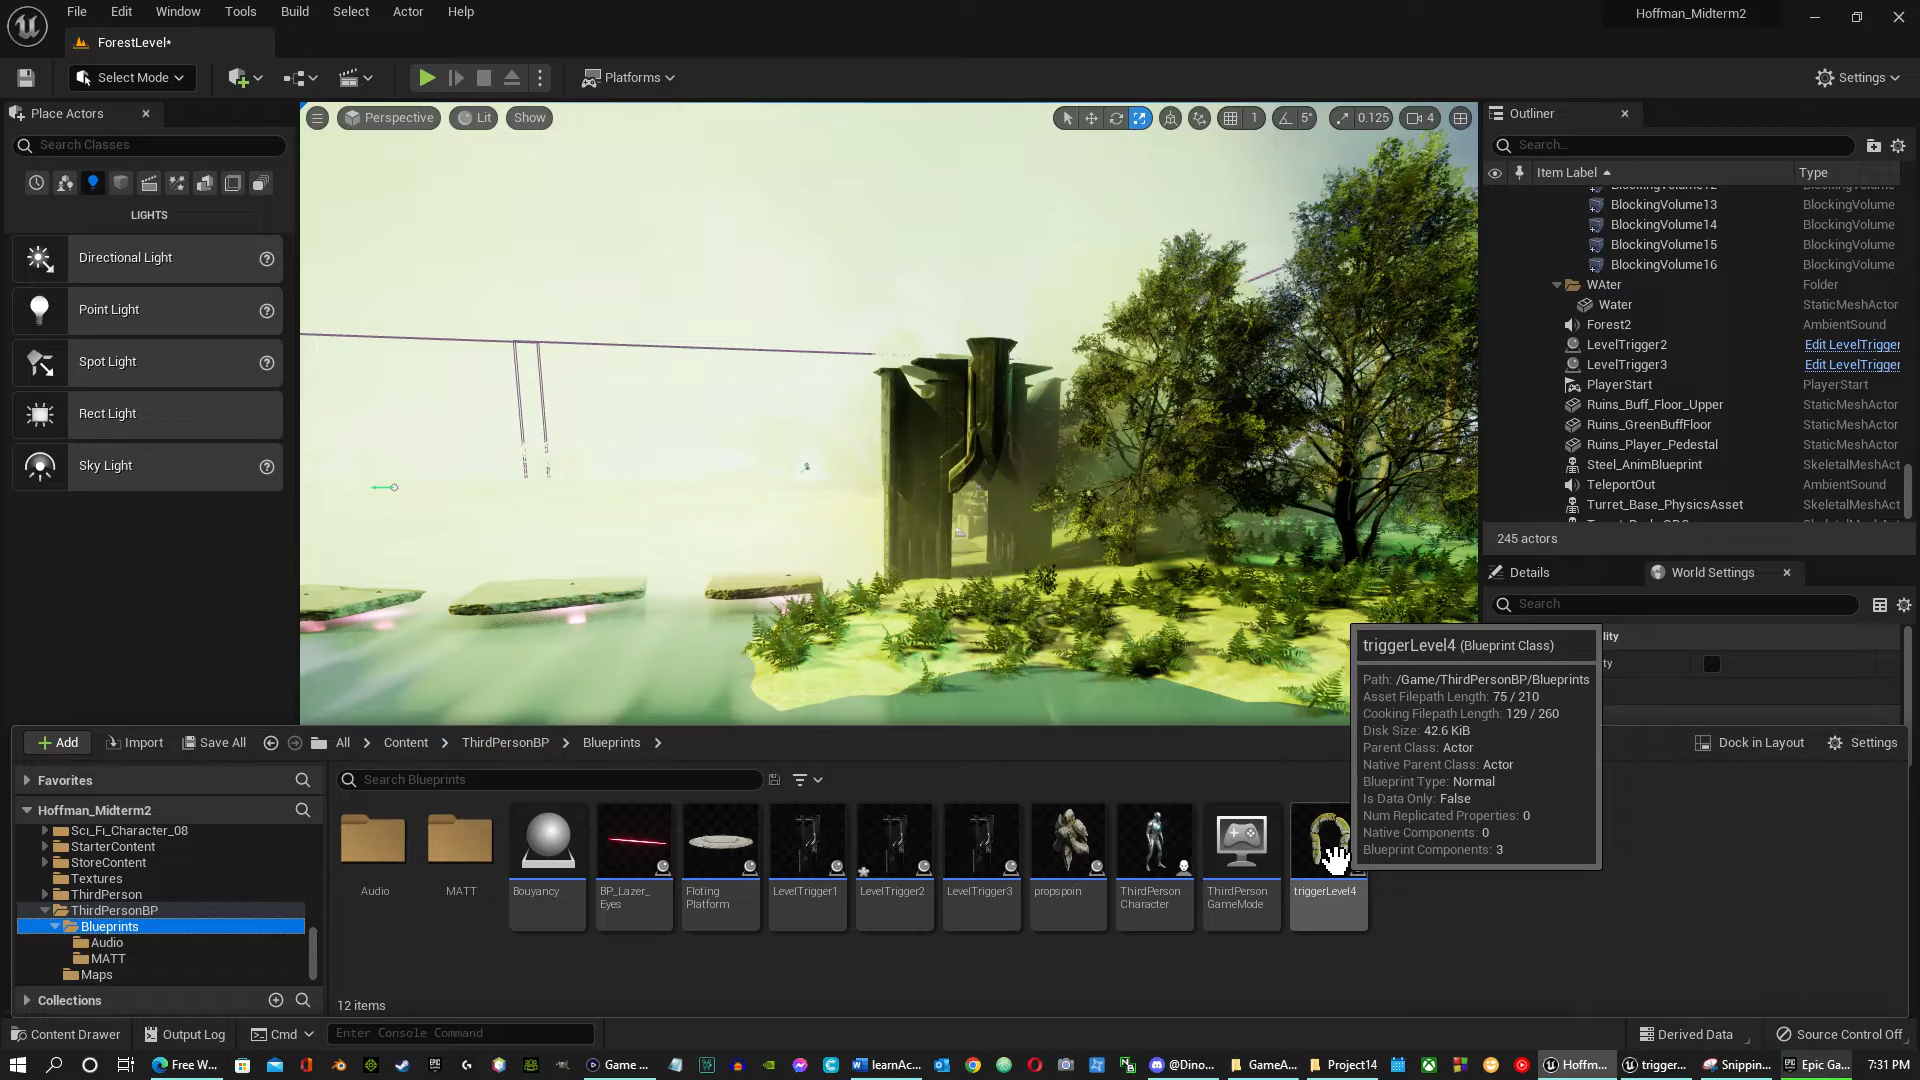 File Edit Window Tools Build Select Actor Help
Hoffman_Midterm2
ForestLevel*
Select Mode
Platforms
Settings
Place Actors
Search Classes
LIGHTS
Directional Light
Point Light
Spot Light
Rect Light
Sky Light
Perspective Lit Show
1 5° 0.125 4
Outliner
Search...
Item Label Type
BlockingVolume12 BlockingVolume
BlockingVolume13 BlockingVolume
BlockingVolume14 BlockingVolume
BlockingVolume15 BlockingVolume
BlockingVolume16 BlockingVolume
WAter Folder
Water StaticMeshActor
Forest2 AmbientSound
LevelTrigger2 Edit LevelTrigger
LevelTrigger3 Edit LevelTrigger
PlayerStart PlayerStart
Ruins_Buff_Floor_Upper StaticMeshActor
Ruins_GreenBuffFloor StaticMeshActor
Ruins_Player_Pedestal StaticMeshActor
Steel_AnimBlueprint SkeletalMeshAct
TeleportOut AmbientSound
Turret_Base_PhysicsAsset SkeletalMeshAct
245 actors
Details World Settings
Search
lity
ty
triggerLevel4 (Blueprint Class)
Path: /Game/ThirdPersonBP/Blueprints
Asset Filepath Length: 75 / 210
Cooking Filepath Length: 129 / 260
Disk Size: 42.6 KiB
Parent Class: Actor
Native Parent Class: Actor
Blueprint Type: Normal
Is Data Only: False
Num Replicated Properties: 0
Native Components: 0
Blueprint Components: 3
Add Import Save All All Content ThirdPersonBP Blueprints
Dock in Layout Settings
Favorites
Search Blueprints
Hoffman_Midterm2
Sci_Fi_Character_08
StarterContent
StoreContent
Textures
ThirdPerson
ThirdPersonBP
Blueprints
Audio
MATT
Maps
Collections
Audio
MATT
Bouyancy
BP_Lazer_
Eyes
Floting
Platform
LevelTrigger1
LevelTrigger2
LevelTrigger3
propspoin
ThirdPerson
Character
ThirdPerson
GameMode
triggerLevel4
12 items
Content Drawer Output Log Cmd Enter Console Command
Derived Data Source Control Off
Free W... Game ... learnAc... @Dino... GameA... Project14 Hoffm... trigger... Snippin... Epic Ga... 7:31 PM